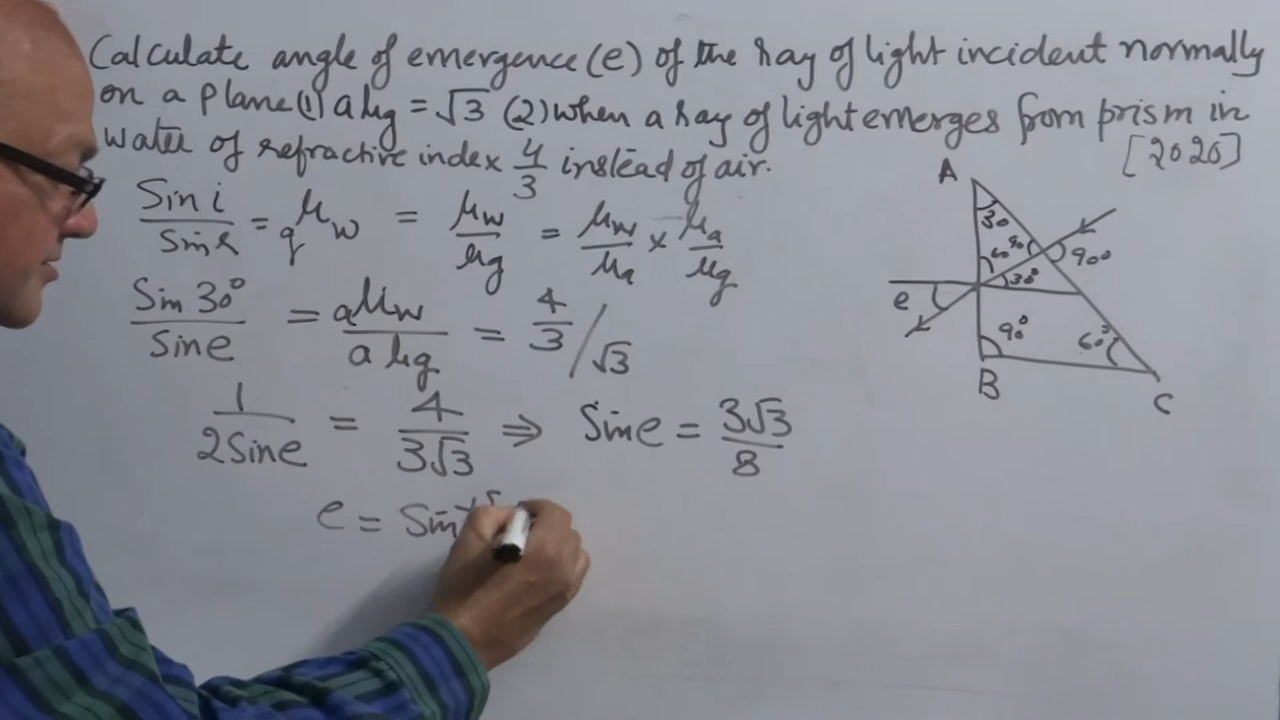 Calculate angle of emergence (e) of the ray of light incident normally
on a plane (1) aμg = √3 (2) when a ray of light emerges from prism in
water of refractive index 4/3 instead of air.
[2020]
Sin i / Sin r = gμw = μw/μg = μw/μa × μa/μg
Sin 30° / Sin e = aμw / aμg = 4/3 / √3
1 / 2 Sin e = 4 / 3√3 ⇒ Sin e = 3√3 / 8
e = Sin
A
30
60° 90
90°
30°
e
90°
60°
B
C